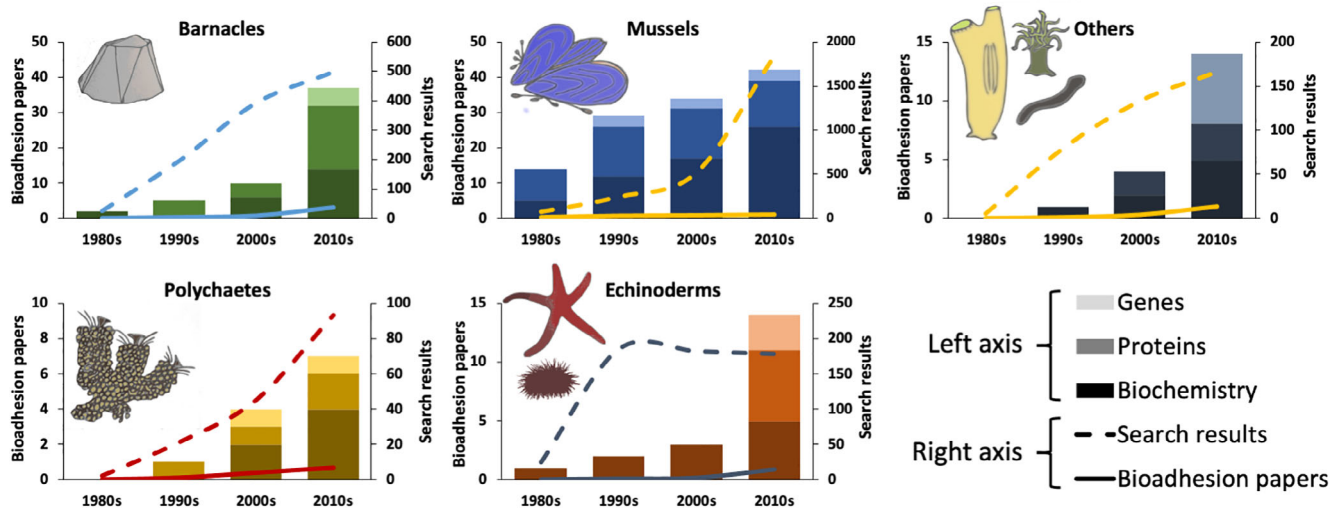 Barnacles
Bioadhesion papers
50
40
30
20
10
0
600
500
400
300
200
100
0
Search results
1980s 1990s 2000s 2010s
Mussels
Bioadhesion papers
50
40
30
20
10
0
2000
1500
1000
500
0
Search results
1980s 1990s 2000s 2010s
Others
Bioadhesion papers
15
10
5
0
200
150
100
50
0
Search results
1980s 1990s 2000s 2010s
Polychaetes
Bioadhesion papers
10
8
6
4
2
0
100
80
60
40
20
0
Search results
1980s 1990s 2000s 2010s
Echinoderms
Bioadhesion papers
15
10
5
0
250
200
150
100
50
0
Search results
1980s 1990s 2000s 2010s
Left axis
Genes
Proteins
Biochemistry
Right axis
Search results
Bioadhesion papers